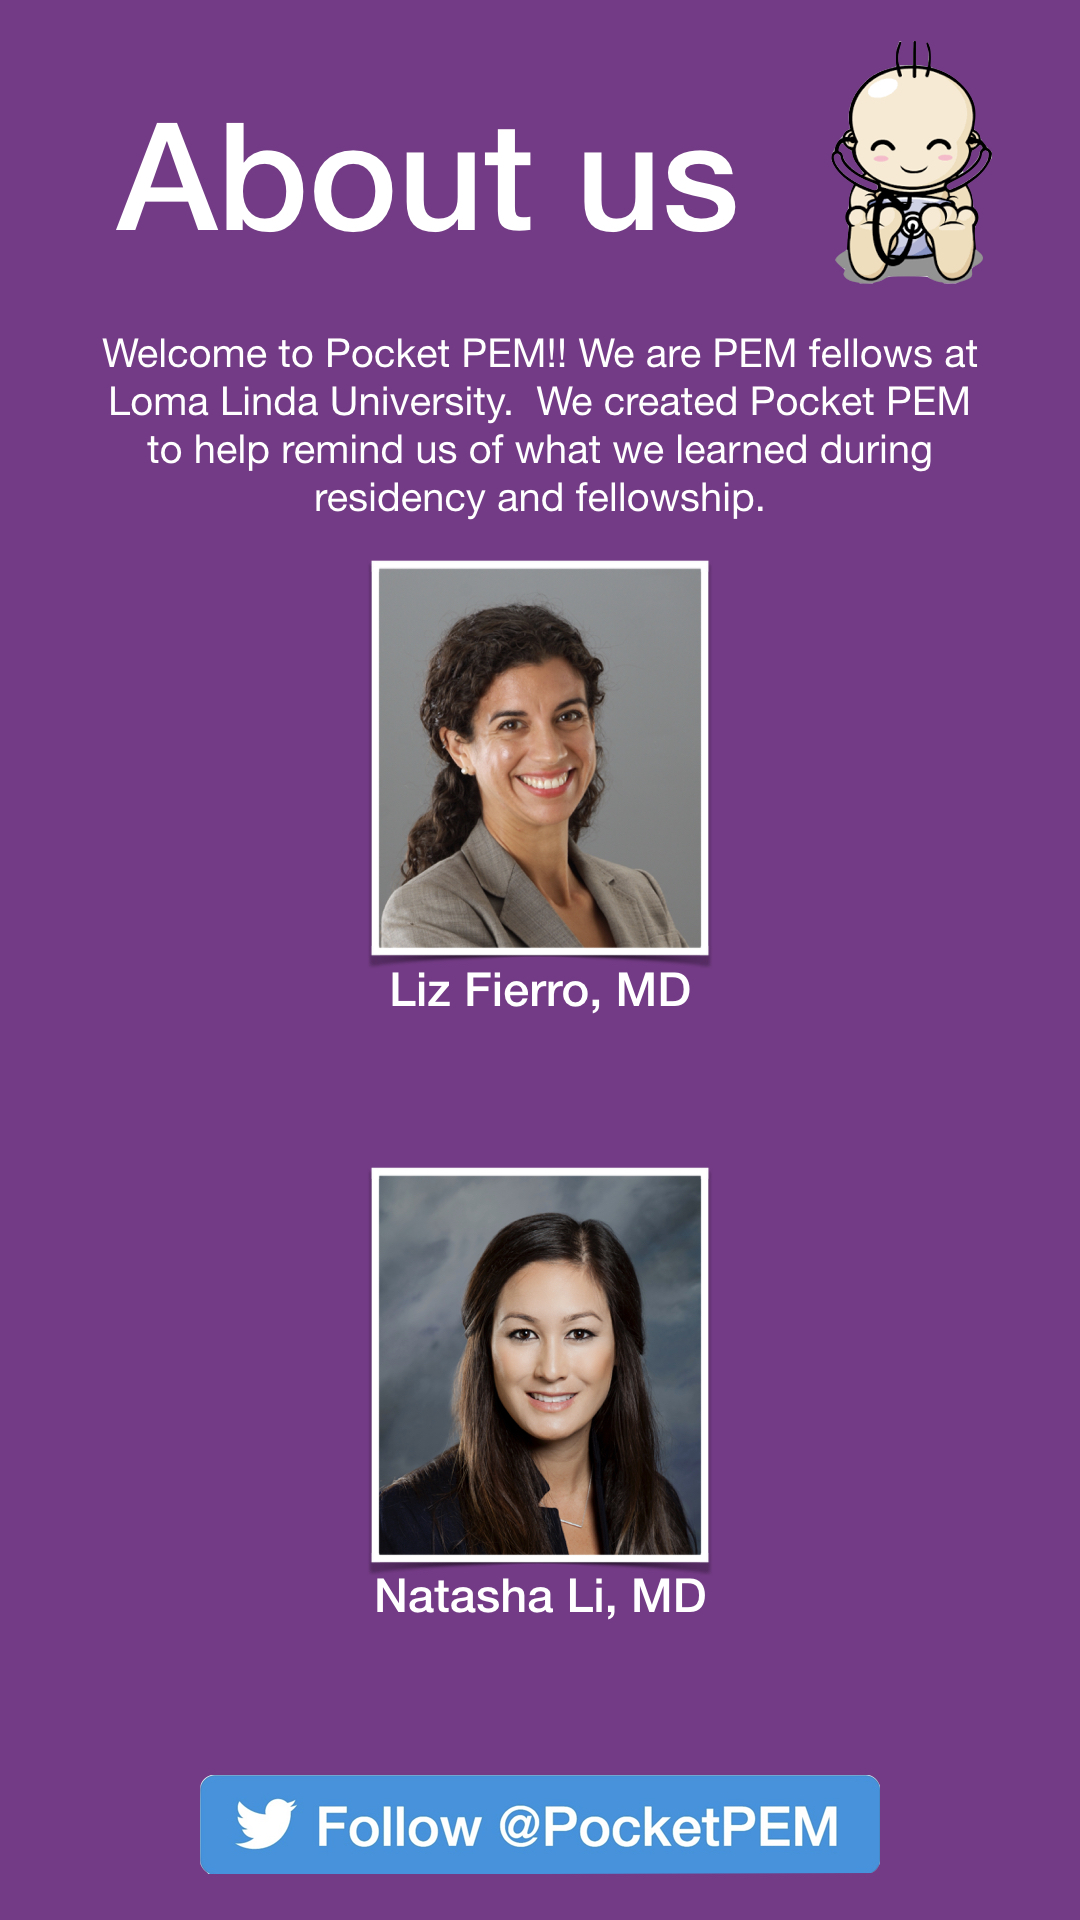 About us
Welcome to Pocket PEM!! We are PEM fellows at
Loma Linda University.  We created Pocket PEM
to help remind us of what we learned during
residency and fellowship.
Liz Fierro, MD
Natasha Li, MD
Follow @PocketPEM